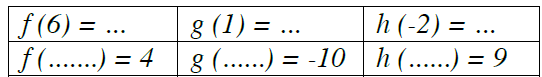 f (6) = ... g (1) = ... h (-2) = ...
f (.......) = 4 g (......) = -10 h (......) = 9